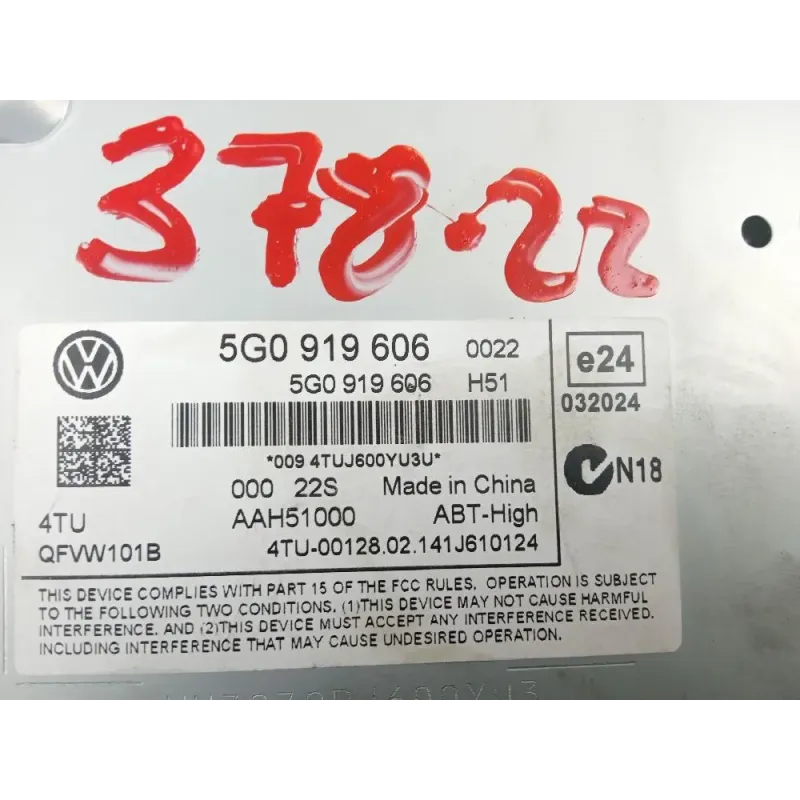 378-22
5G0 919 606 0022
5G0 919 606 H51
e24
032024
*009 4TUJ600YU3U*
N18
000 22S Made in China
4TU AAH51000 ABT-High
QFVW101B 4TU-00128.02.141J610124
THIS DEVICE COMPLIES WITH PART 15 OF THE FCC RULES. OPERATION IS SUBJECT
TO THE FOLLOWING TWO CONDITIONS. (1)THIS DEVICE MAY NOT CAUSE HARMFUL
INTERFERENCE. AND (2)THIS DEVICE MUST ACCEPT ANY INTERFERENCE RECEIVED.
INCLUDING INTERFERENCE THAT MAY CAUSE UNDESIRED OPERATION.